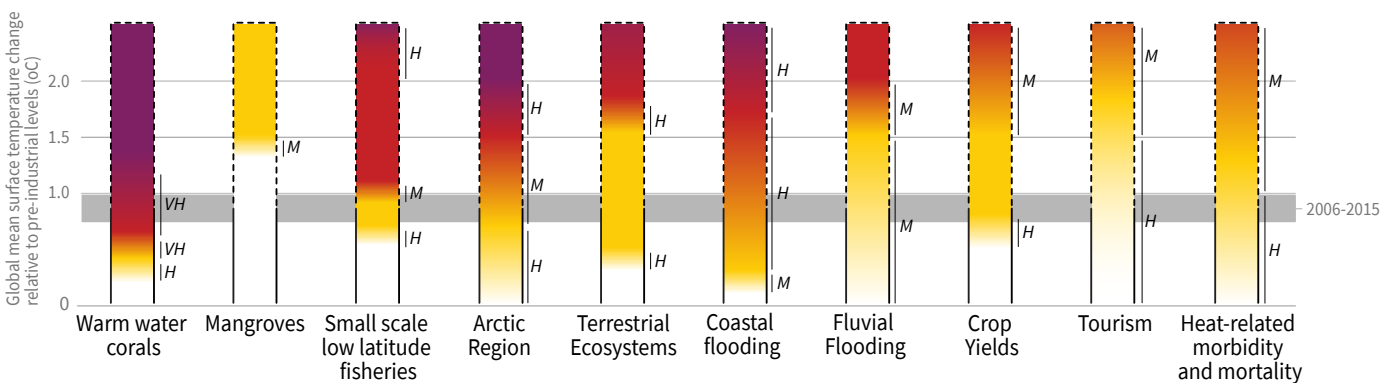 Global mean surface temperature change
relative to pre-industrial levels (oC)
2.0
1.5
1.0
0
2006-2015
VH
VH
H
M
H
M
H
H
M
H
H
H
H
H
M
M
M
M
H
M
H
M
H
Warm water
corals
Mangroves
Small scale
low latitude
fisheries
Arctic
Region
Terrestrial
Ecosystems
Coastal
flooding
Fluvial
Flooding
Crop
Yields
Tourism
Heat-related
morbidity
and mortality